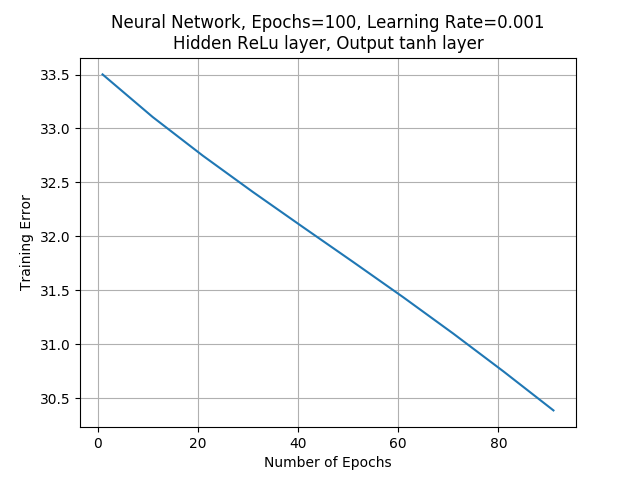 Neural Network, Epochs=100, Learning Rate=0.001
Hidden ReLu layer, Output tanh layer
33.5
33.0
32.5
32.0
31.5
31.0
30.5
Training Error
0 20 40 60 80
Number of Epochs